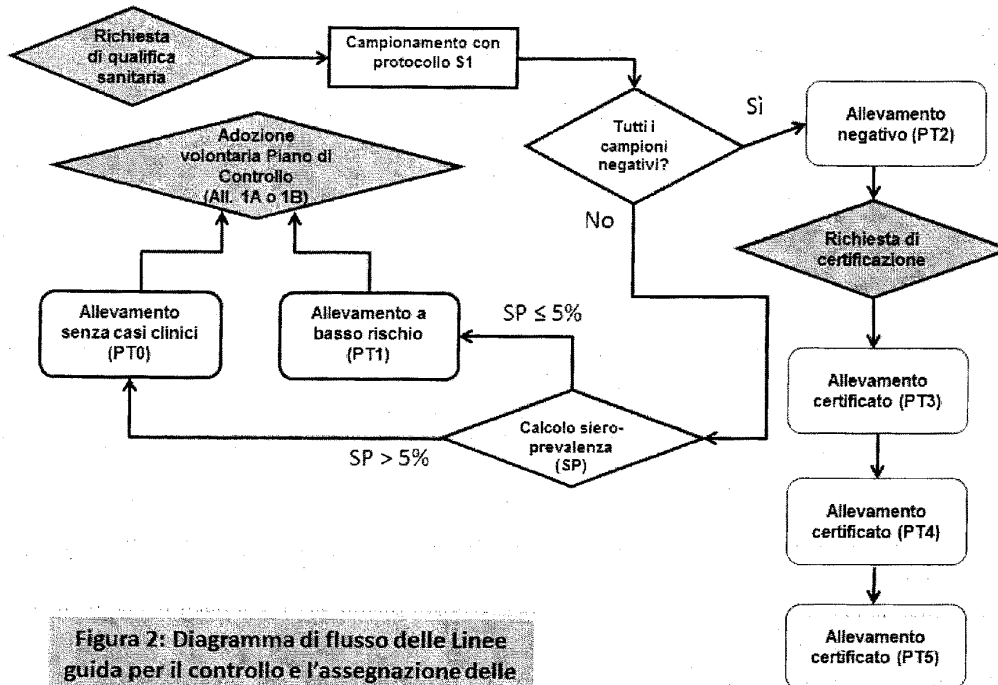 Richiesta
di qualifica
sanitaria
Campionamento con
protocollo S1
Tutti i
campioni
negativi?
Sì
Allevamento
negativo (PT2)
Adozione
volontaria Piano di
Controllo
(All. 1A o 1B)
No
Richiesta di
certificazione
Allevamento
senza casi clinici
(PT0)
Allevamento a
basso rischio
(PT1)
SP ≤ 5%
Allevamento
certificato (PT3)
Calcolo siero-
prevalenza
(SP)
SP > 5%
Allevamento
certificato (PT4)
Allevamento
certificato (PT5)
Figura 2: Diagramma di flusso delle Linee
guida per il controllo e l'assegnazione delle